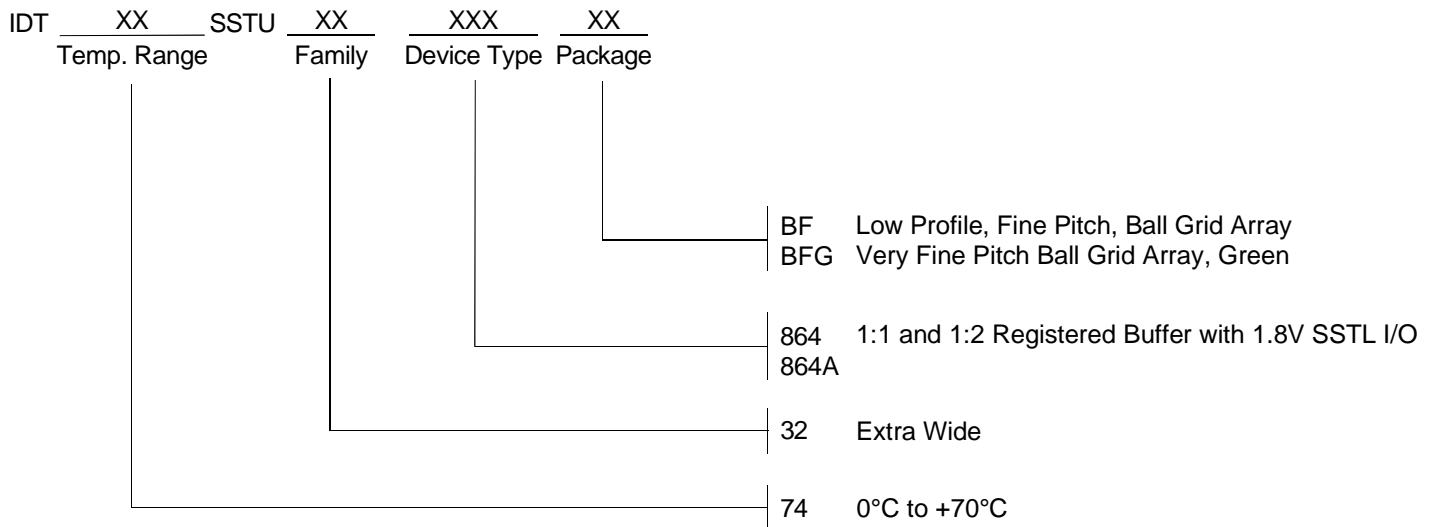 IDT XX SSTU XX XXX XX
Temp. Range Family Device Type Package
BF Low Profile, Fine Pitch, Ball Grid Array
BFG Very Fine Pitch Ball Grid Array, Green
864 1:1 and 1:2 Registered Buffer with 1.8V SSTL I/O
864A
32 Extra Wide
74 0°C to +70°C